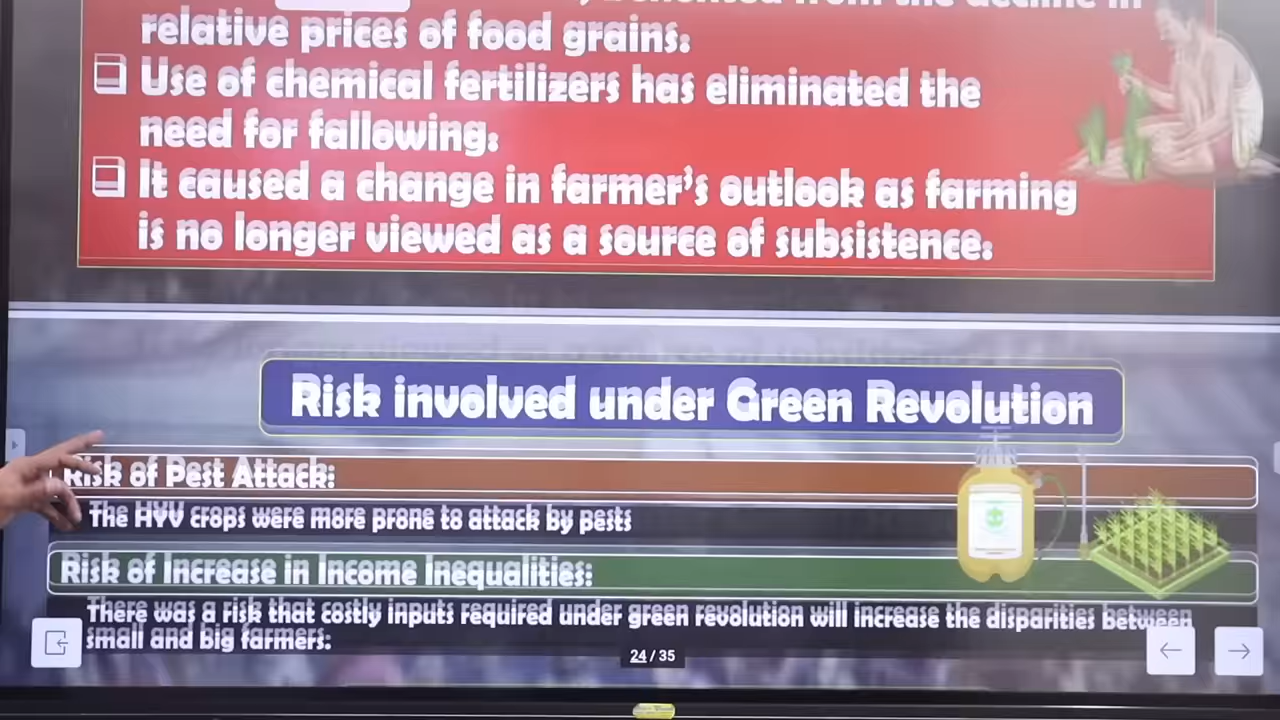 from the decline in
relative prices of food grains.
Use of chemical fertilizers has eliminated the
need for fallowing.
It caused a change in farmer's outlook as farming
is no longer viewed as a source of subsistence.
Risk involved under Green Revolution
Risk of Pest Attack:
The HYV crops were more prone to attack by pests
Risk of Increase in Income Inequalities:
There was a risk that costly inputs required under green revolution will increase the disparities between
small and big farmers.
24 / 35